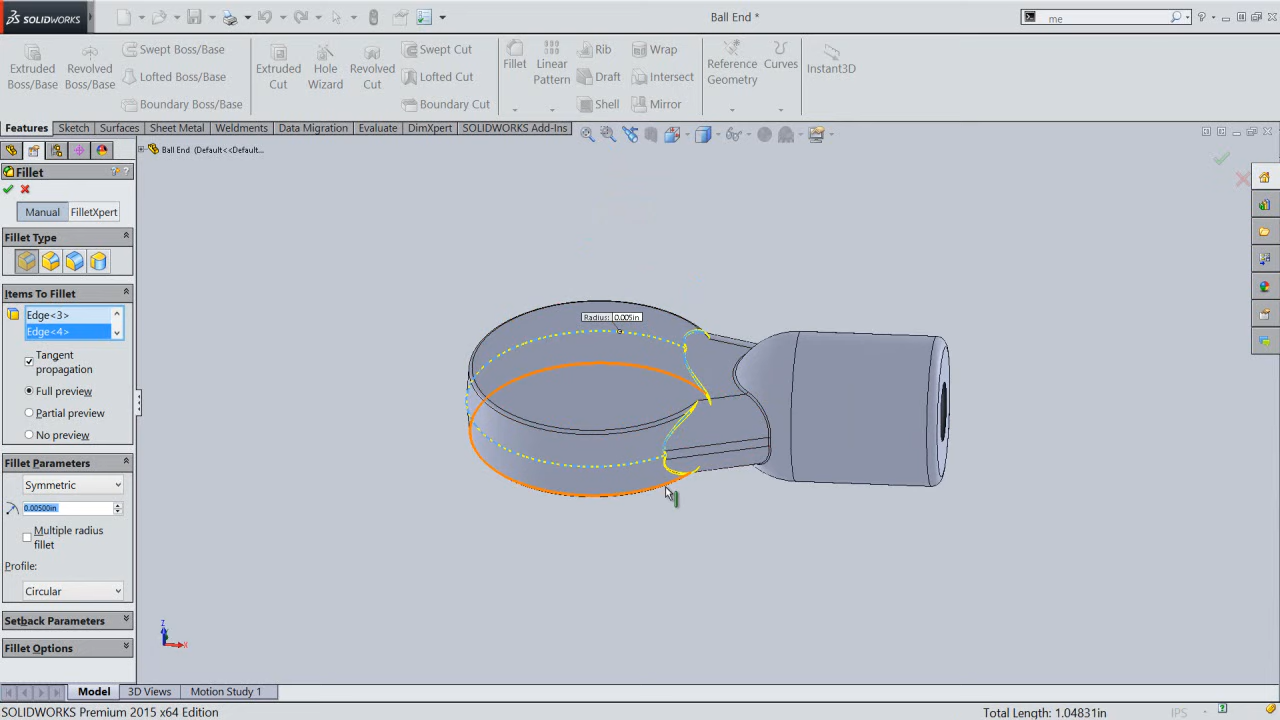 SOLIDWORKS
Ball End *
me
Extruded Boss/Base
Revolved Boss/Base
Swept Boss/Base
Lofted Boss/Base
Boundary Boss/Base
Extruded Cut
Hole Wizard
Revolved Cut
Swept Cut
Lofted Cut
Boundary Cut
Fillet
Linear Pattern
Rib
Draft
Shell
Wrap
Intersect
Mirror
Reference Geometry
Curves
Instant3D
Features Sketch Surfaces Sheet Metal Weldments Data Migration Evaluate DimXpert SOLIDWORKS Add-Ins
Ball End (Default<<Default...
Fillet
Manual FilletXpert
Fillet Type
Items To Fillet
Edge<3>
Edge<4>
Tangent
propagation
Full preview
Partial preview
No preview
Fillet Parameters
Symmetric
0.00500in
Multiple radius
fillet
Profile:
Circular
Setback Parameters
Fillet Options
Radius: 0.005in
Z
X
Model 3D Views Motion Study 1
SOLIDWORKS Premium 2015 x64 Edition
Total Length: 1.04831in
IPS